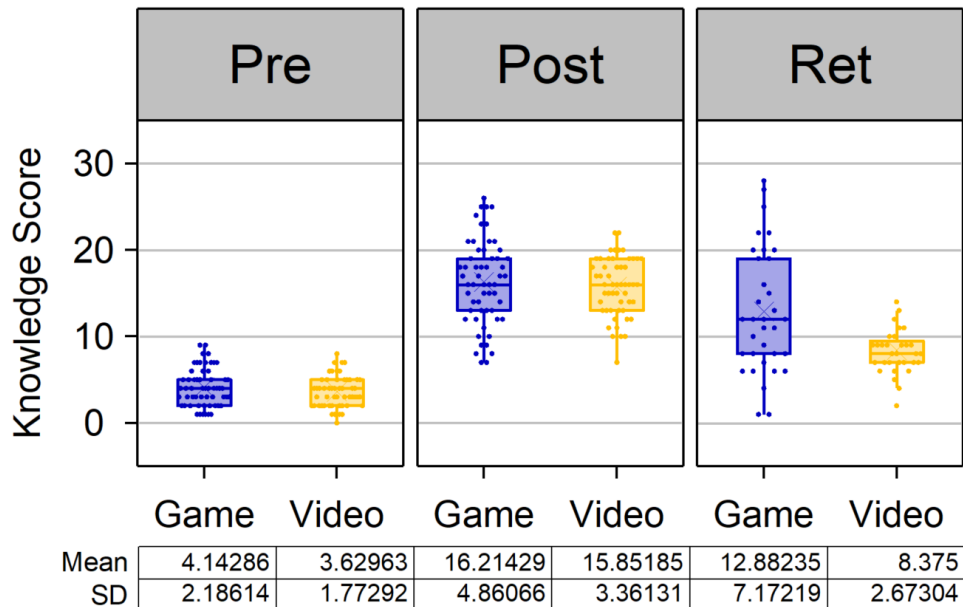 Pre Post Ret
Knowledge Score
30
20
10
0
Game Video Game Video Game Video
Mean 4.14286 3.62963 16.21429 15.85185 12.88235 8.375
SD 2.18614 1.77292 4.86066 3.36131 7.17219 2.67304